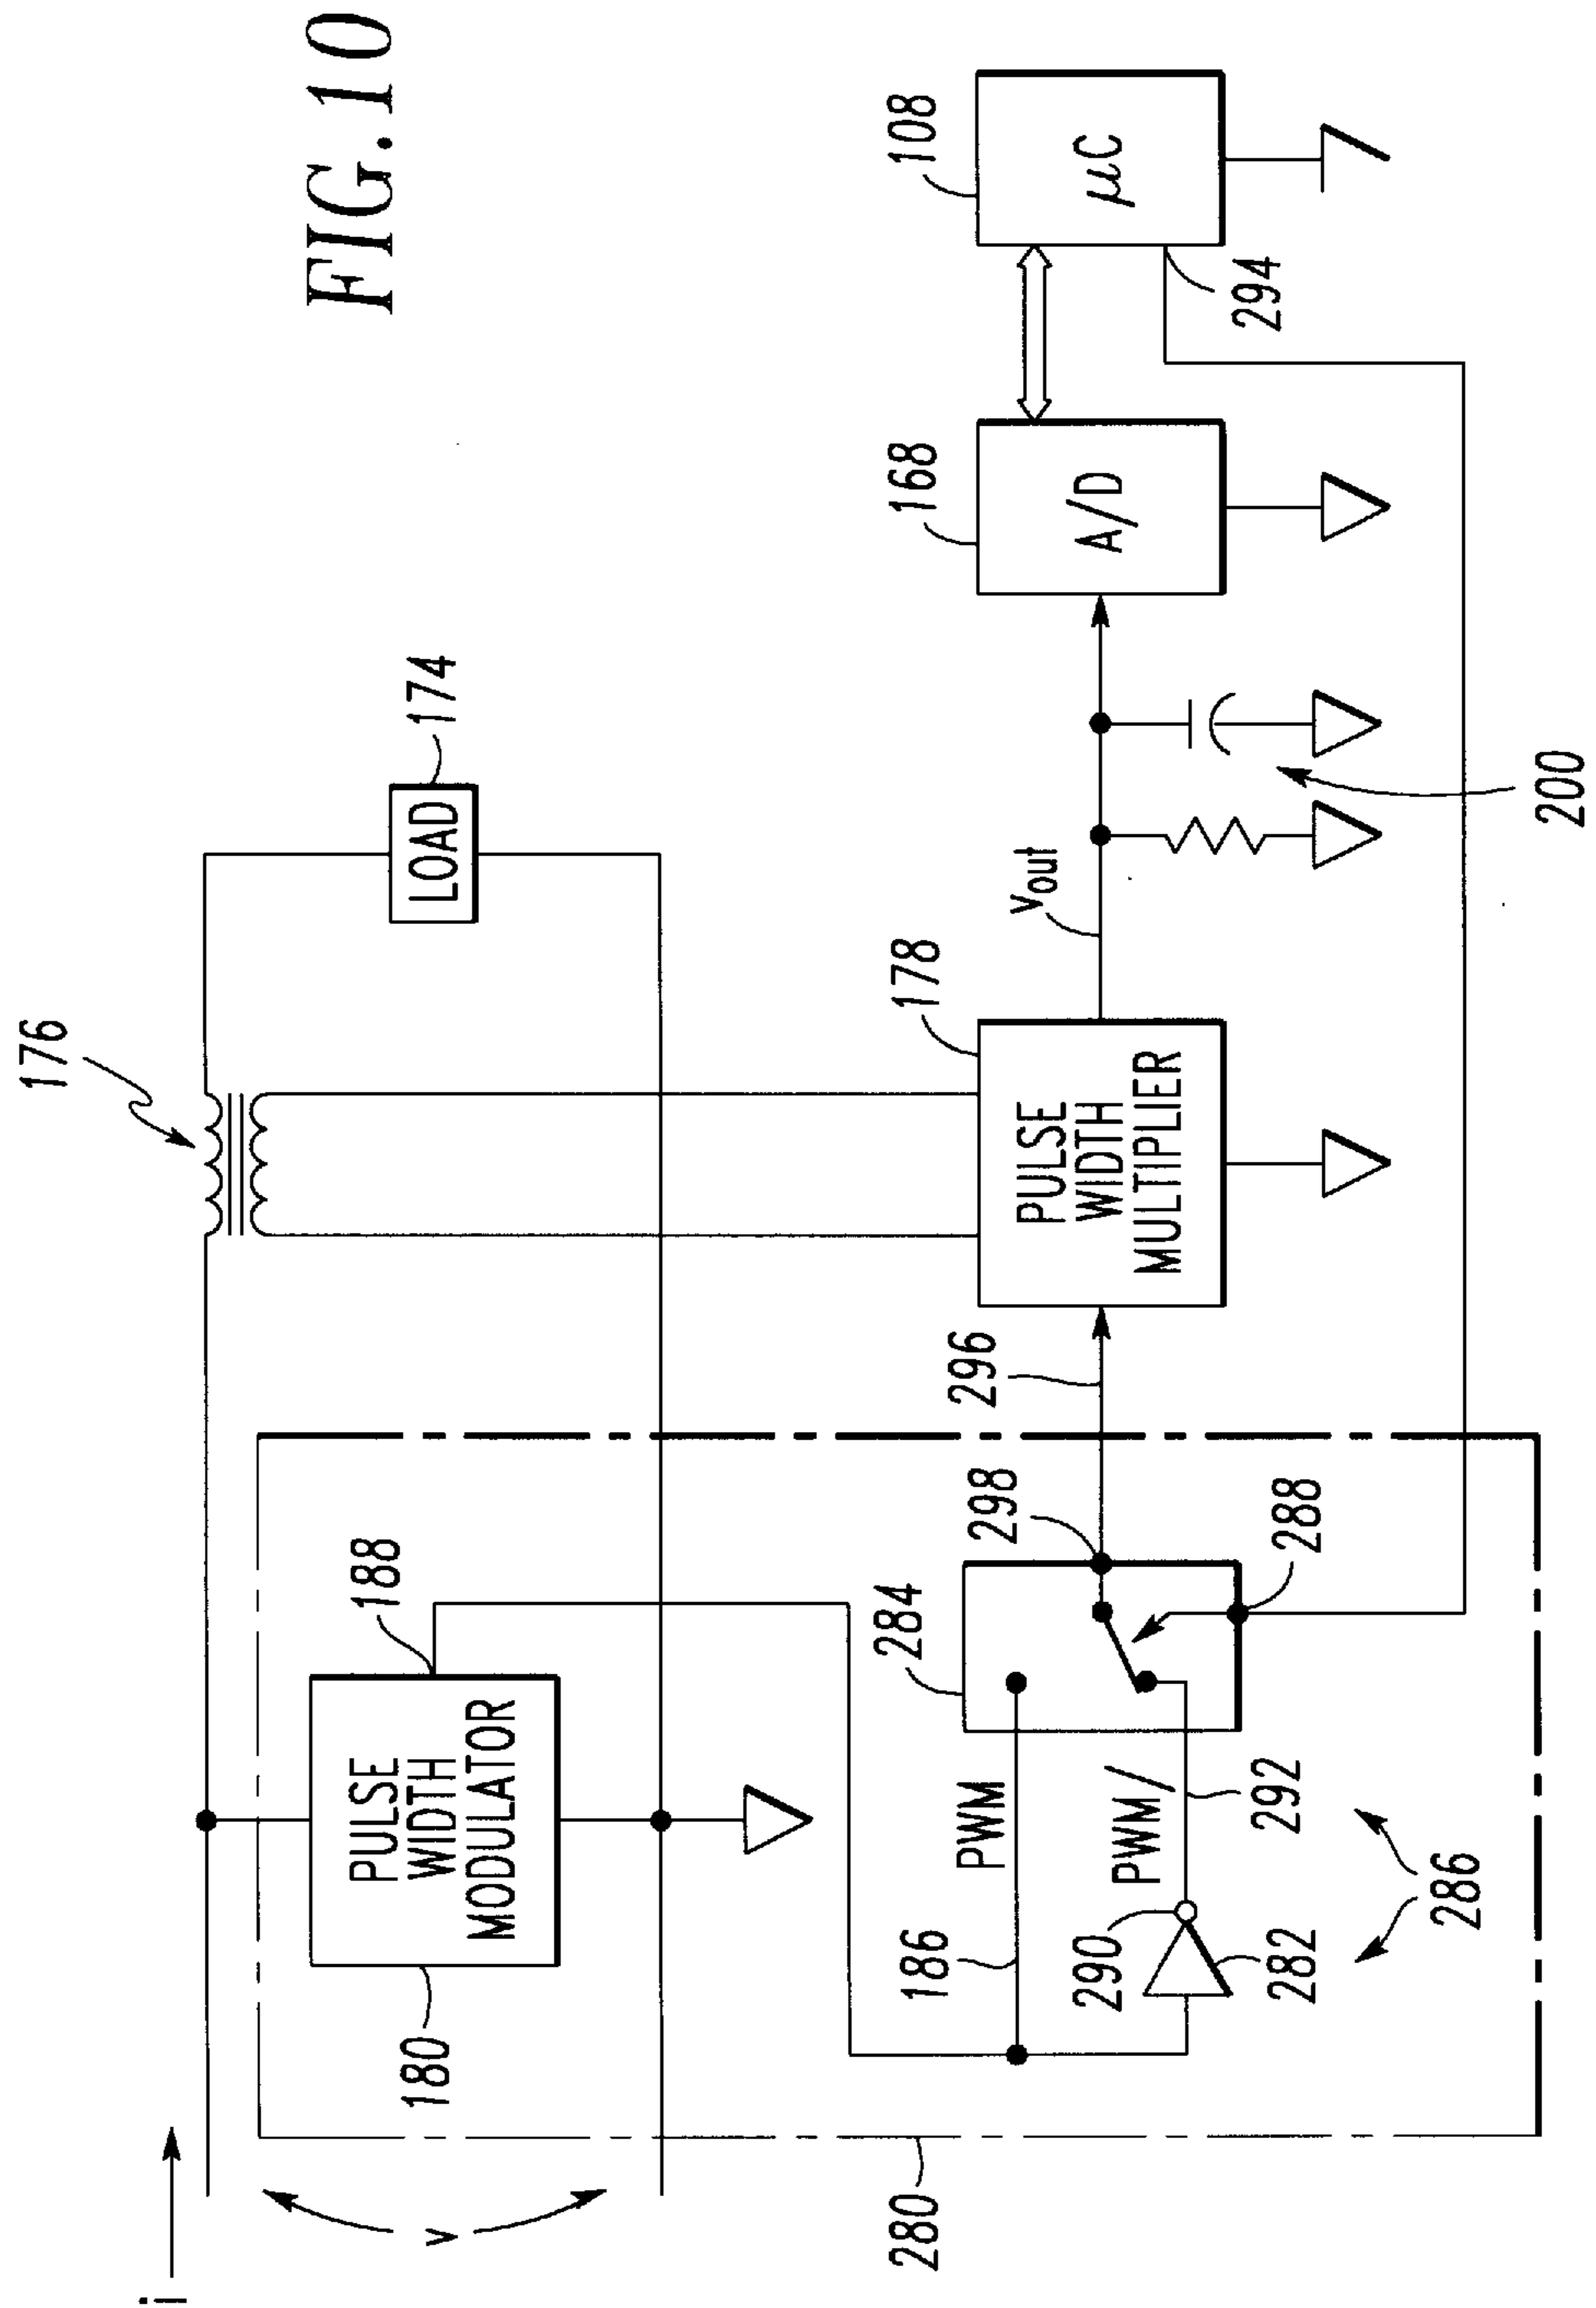 FIG. 10
176
i
v
180
PULSE
WIDTH
MODULATOR
188
LOAD
174
280
186
PWM
284
298
296
PULSE
WIDTH
MULTIPLIER
178
vout
A/D
168
µC
108
290
PWM/
282
292
288
294
286
200